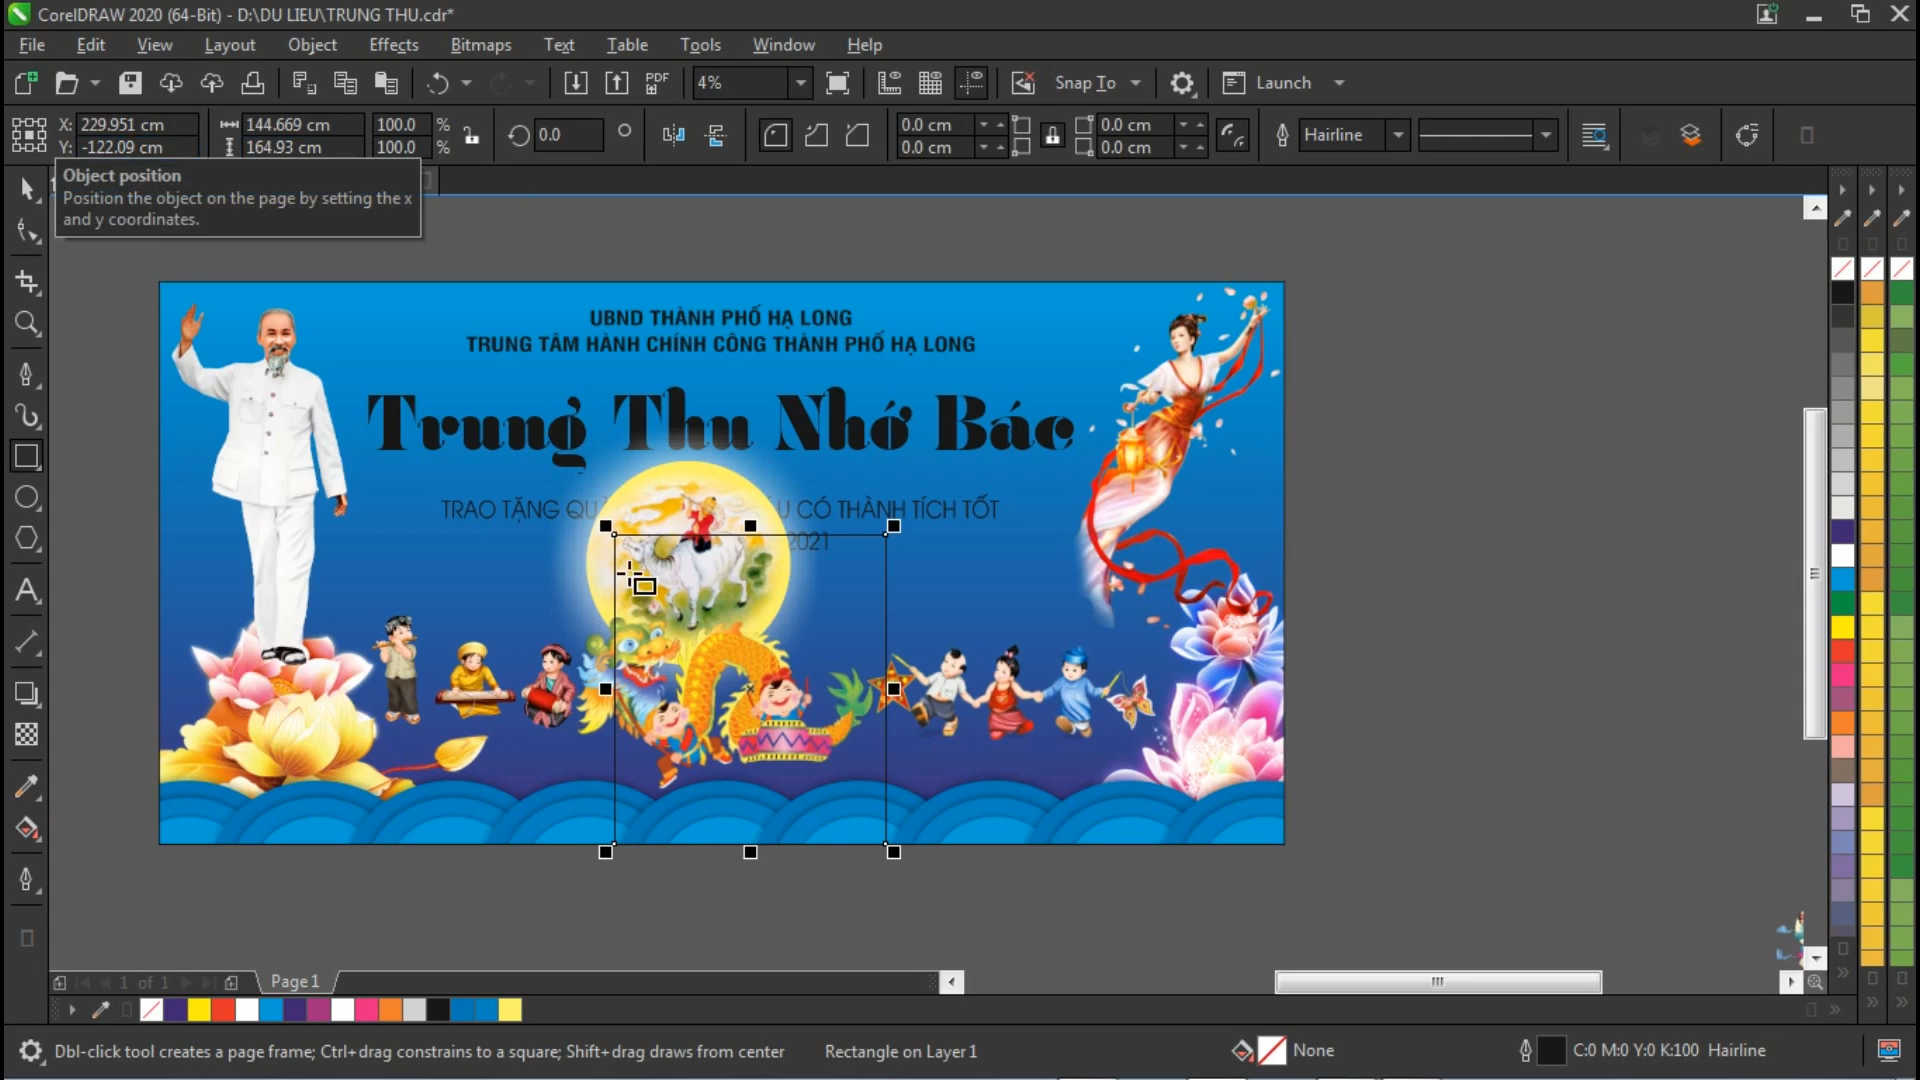 CorelDRAW 2020 (64-Bit) - D:\DU LIEU\TRUNG THU.cdr*
File Edit View Layout Object Effects Bitmaps Text Table Tools Window Help
PDF 4% Snap To Launch
X: 229.951 cm 144.669 cm 100.0 % 0.0 0.0 cm 0.0 cm Hairline
Y: -122.09 cm 164.93 cm 100.0 % 0.0 cm 0.0 cm
Object position
Position the object on the page by setting the x
and y coordinates.
UBND THÀNH PHỐ HẠ LONG
TRUNG TÂM HÀNH CHÍNH CÔNG THÀNH PHỐ HẠ LONG
Trung Thu Nhớ Bác
TRAO TẶNG QU U CÓ THÀNH TÍCH TỐT
2021
1 of 1 Page 1
Dbl-click tool creates a page frame; Ctrl+drag constrains to a square; Shift+drag draws from center Rectangle on Layer 1 None C:0 M:0 Y:0 K:100 Hairline